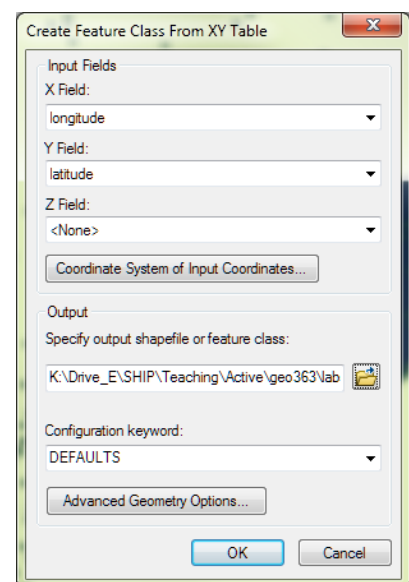 Create Feature Class From XY Table
Input Fields
X Field:
longitude
Y Field:
latitude
Z Field:
<None>
Coordinate System of Input Coordinates...
Output
Specify output shapefile or feature class:
K:\Drive_E\SHIP\Teaching\Active\geo363\lab
Configuration keyword:
DEFAULTS
Advanced Geometry Options...
OK Cancel